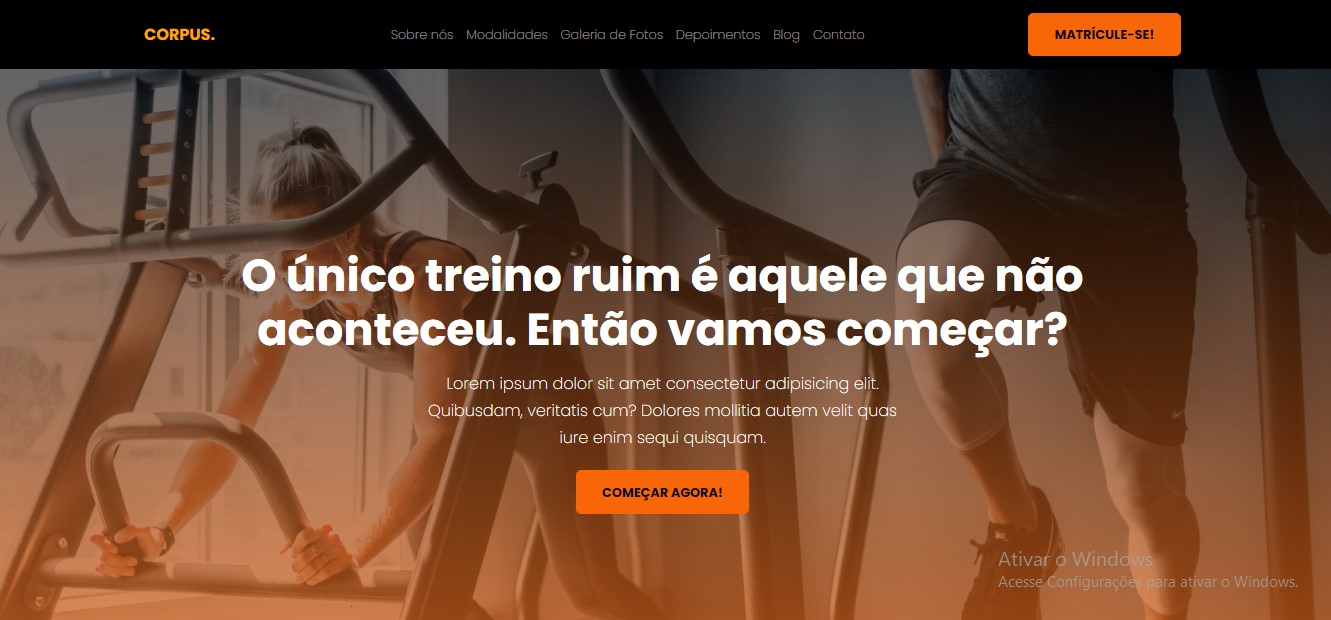 CORPUS.
Sobre nós Modalidades Galeria de Fotos Depoimentos Blog Contato
MATRÍCULE-SE!
O único treino ruim é aquele que não
aconteceu. Então vamos começar?
Lorem ipsum dolor sit amet consectetur adipisicing elit.
Quibusdam, veritatis cum? Dolores mollitia autem velit quas
iure enim sequi quisquam.
COMEÇAR AGORA!
Ativar o Windows
Acesse Configurações para ativar o Windows.